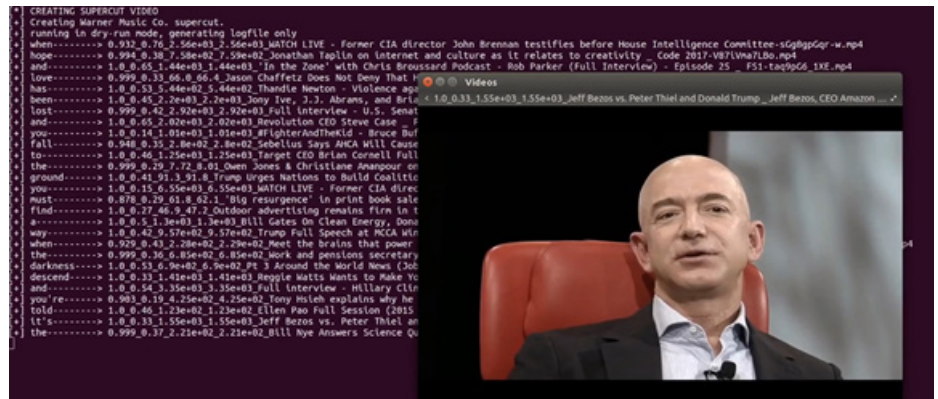 [+] CREATING SUPERCUT VIDEO
[+] Creating Warner Music Co. supercut.
[+] running in dry-run mode, generating logfile only
[+] when--------> 0.932_0.76_2.56e+03_2.56e+03_WATCH LIVE - Former CIA director John Brennan testifies before House Intelligence Committee-sGgBgpGqr-w.mp4
[+] hope--------> 0.994_0.38_7.58e+02_7.59e+02_Jonathan Taplin on internet and culture as it relates to creativity _ Code 2017-V87lVma7LBo.mp4
[+] and---------> 1.0_0.65_1.44e+03_1.44e+03_'In the Zone' with Chris Broussard Podcast - Rob Parker (Full Interview) - Episode 25 _ FS1-taq9pG6_1XE.mp4
[+] love--------> 0.999_0.33_66.0_66.4_Jason Chaffetz Does Not Deny That
[+] has---------> 1.0_0.53_5.44e+02_5.44e+02_Thandie Newton - Violence aga
[+] been--------> 1.0_0.45_2.2e+03_2.2e+03_Jony Ive, J.J. Abrams, and Bria
[+] lost--------> 0.999_0.42_2.92e+03_2.92e+03_Full interview - U.S. Senat
[+] and---------> 1.0_0.65_2.02e+03_2.02e+03_Revolution CEO Steve Case _ F
[+] you---------> 1.0_0.14_1.01e+03_1.01e+03_#FighterAndTheKid - Bruce Buf
[+] fall--------> 0.948_0.35_2.8e+02_2.8e+02_Sebelius Says AHCA Will Cause
[+] to----------> 1.0_0.46_1.25e+03_1.25e+03_Target CEO Brian Cornell Full
[+] the---------> 0.999_0.29_7.72_8.01_Owen Jones & Christiane Amanpour on
[+] ground------> 1.0_0.41_91.3_91.8_Trump Urges Nations to Build Coalitio
[+] you---------> 1.0_0.15_6.55e+03_6.55e+03_WATCH LIVE - Former CIA direc
[+] must--------> 0.878_0.29_61.8_62.1_'Big resurgence' in print book sale
[+] find--------> 1.0_0.27_46.9_47.2_Outdoor advertising remains firm in t
[+] a-----------> 1.0_0.5_1.3e+03_1.3e+03_Bill Gates On Clean Energy, Dona
[+] way---------> 1.0_0.42_9.57e+02_9.57e+02_Trump Full Speech at MCCA Win
[+] when--------> 0.929_0.43_2.28e+02_2.29e+02_Meet the brains that power
p4
[+] the---------> 0.999_0.36_6.85e+02_6.85e+02_Work and pensions secretary
[+] darkness----> 1.0_0.53_6.9e+02_6.9e+02_Pt 3 Around the World News (Job
[+] descend-----> 1.0_0.33_1.41e+03_1.41e+03_Reggie Watts Wants to Make Yo
[+] and---------> 1.0_0.54_3.35e+03_3.35e+03_Full interview - Hillary Clin
[+] you're------> 0.903_0.19_4.25e+02_4.25e+02_Tony Hsieh explains why he
[+] told--------> 1.0_0.46_1.23e+02_1.23e+02_Ellen Pao Full Session (2015
[+] it's--------> 1.0_0.33_1.55e+03_1.55e+03_Jeff Bezos vs. Peter Thiel an
[+] the---------> 0.999_0.37_2.21e+02_2.21e+02_Bill Nye Answers Science Qu
Videos
1.0_0.33_1.55e+03_1.55e+03_Jeff Bezos vs. Peter Thiel and Donald Trump _ Jeff Bezos, CEO Amazon ...